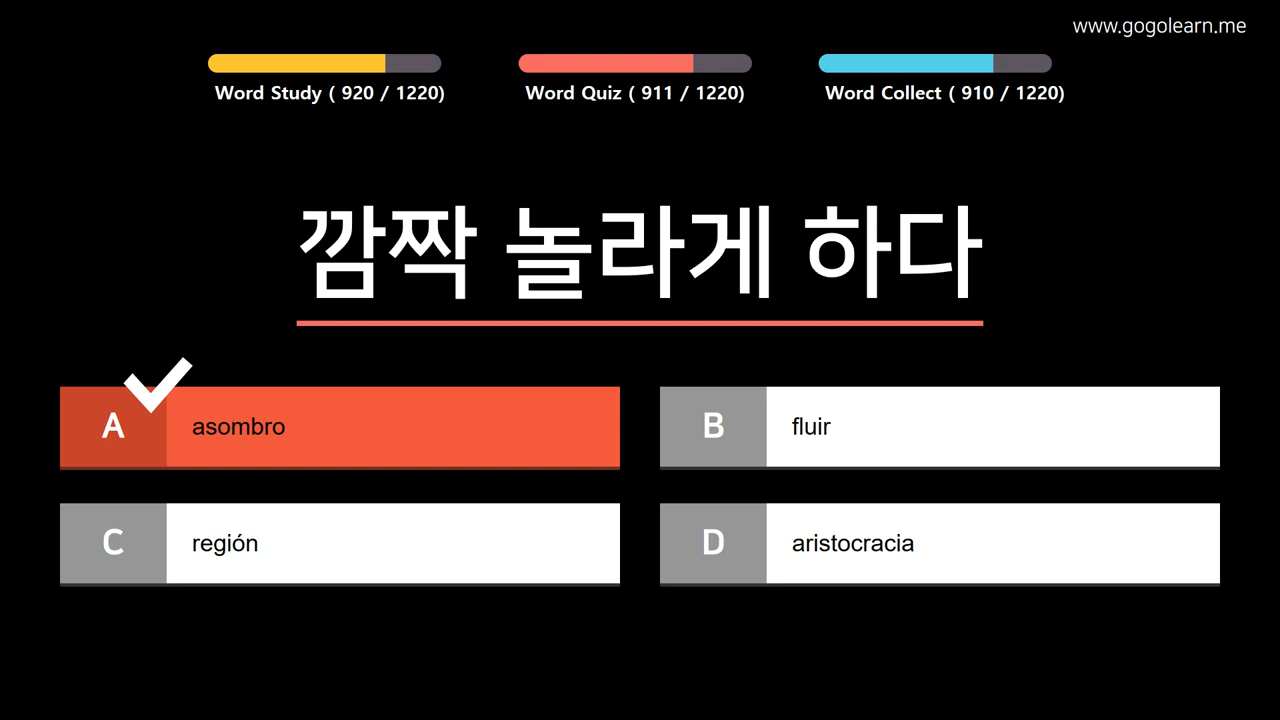 www.gogolearn.me
Word Study ( 920 / 1220)
Word Quiz ( 911 / 1220)
Word Collect ( 910 / 1220)
깜짝 놀라게 하다
A asombro
B fluir
C región
D aristocracia